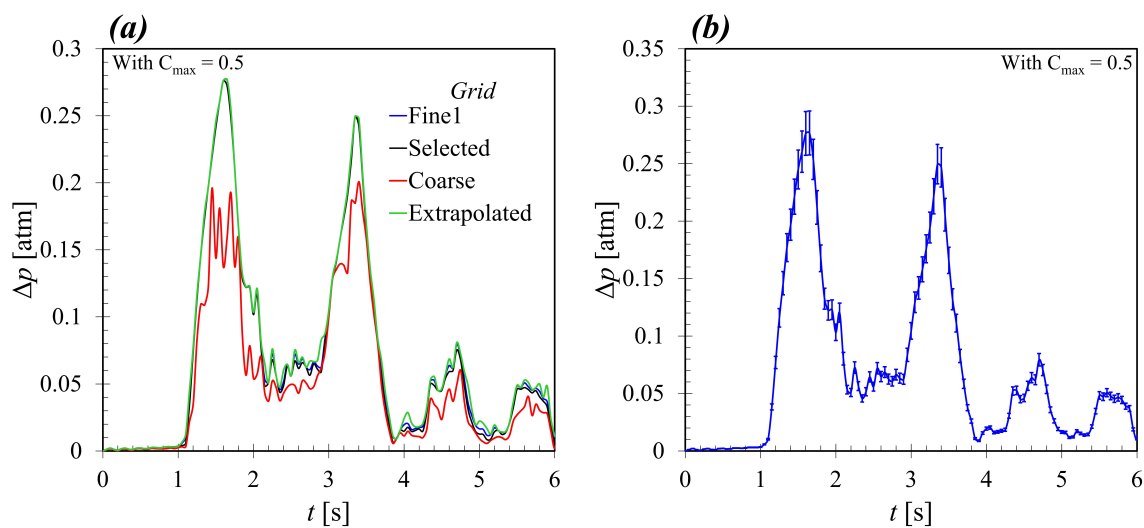 (a)
With Cmax = 0.5
Grid
Fine1
Selected
Coarse
Extrapolated
Δp [atm]
0.3
0.25
0.2
0.15
0.1
0.05
0
0 1 2 3 4 5 6
t [s]
(b)
With Cmax = 0.5
Δp [atm]
0.35
0.3
0.25
0.2
0.15
0.1
0.05
0
0 1 2 3 4 5 6
t [s]